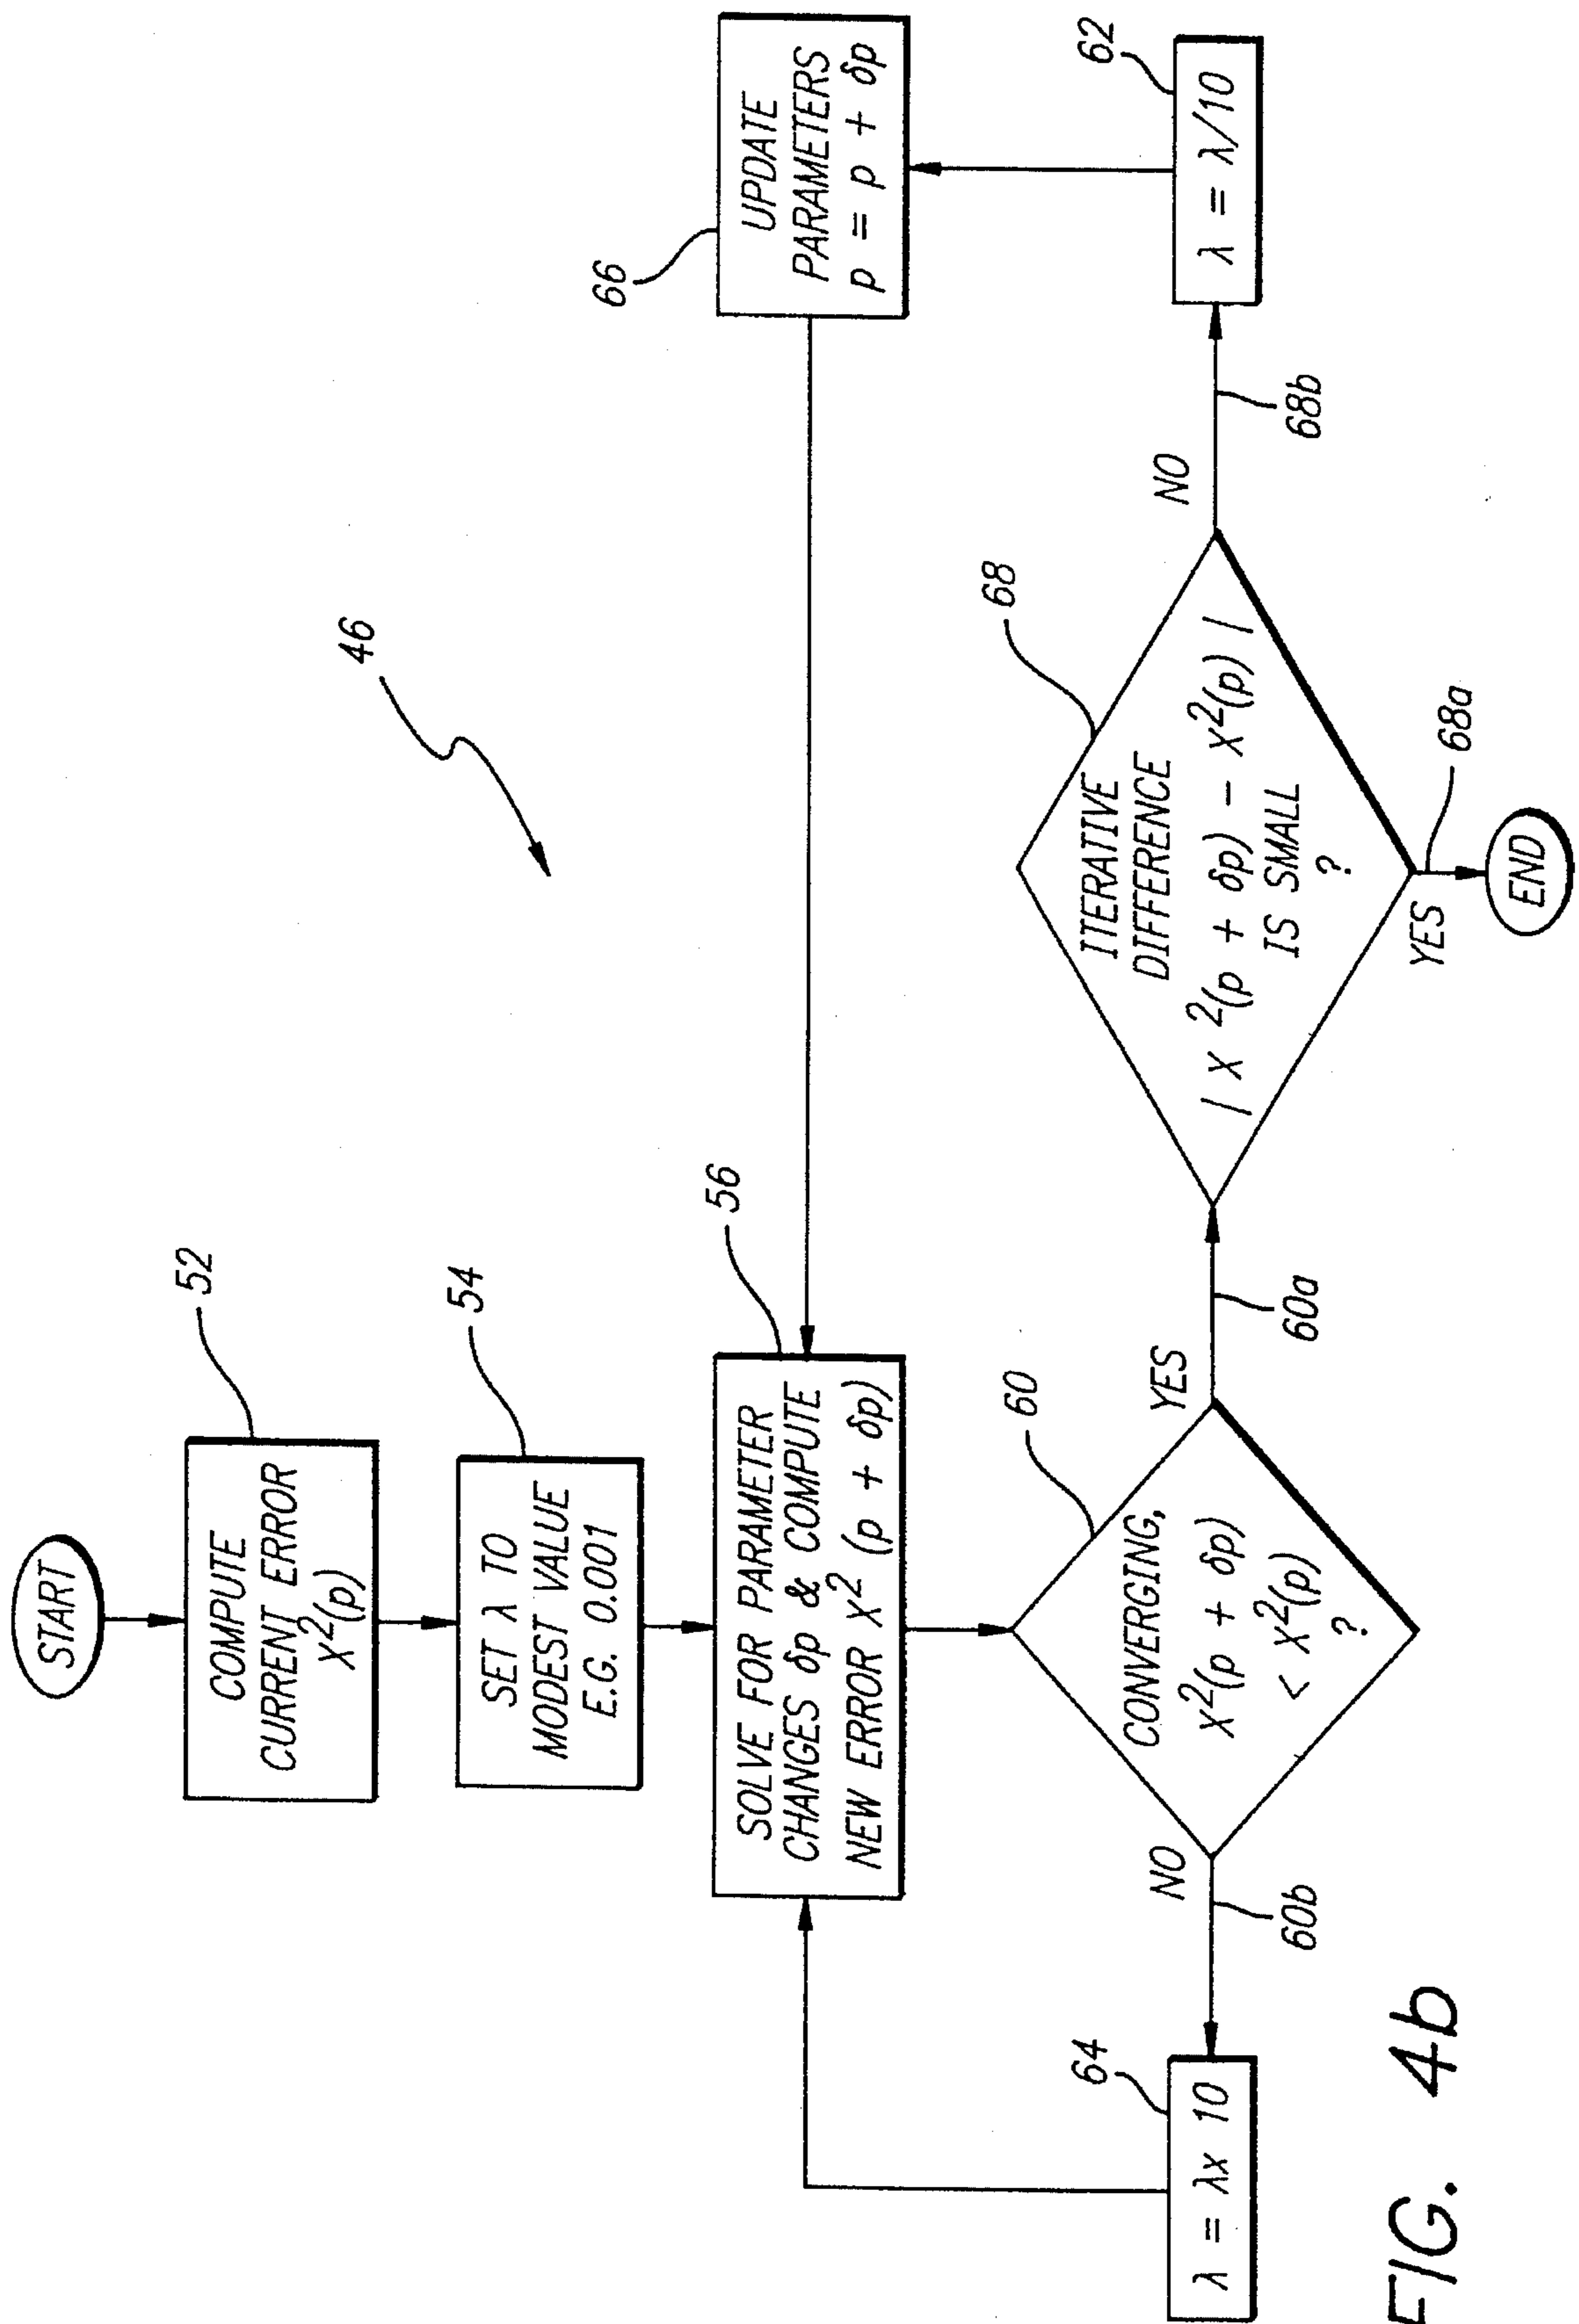 46
START
COMPUTE
CURRENT ERROR
X²(p)
52
SET λ TO
MODEST VALUE
E.G. 0.001
54
SOLVE FOR PARAMETER
CHANGES δp & COMPUTE
NEW ERROR X² (p + δp)
56
UPDATE
PARAMETERS
p = p + δp
66
CONVERGING,
X²(p + δp)
< X²(p)
?
60
NO
60b
λ = λx 10
64
YES
60a
ITERATIVE
DIFFERENCE
| X ²(p + δp) - X²(p) |
IS SMALL
?
68
NO
68b
λ = λ/10
62
YES
68a
END
FIG. 4b